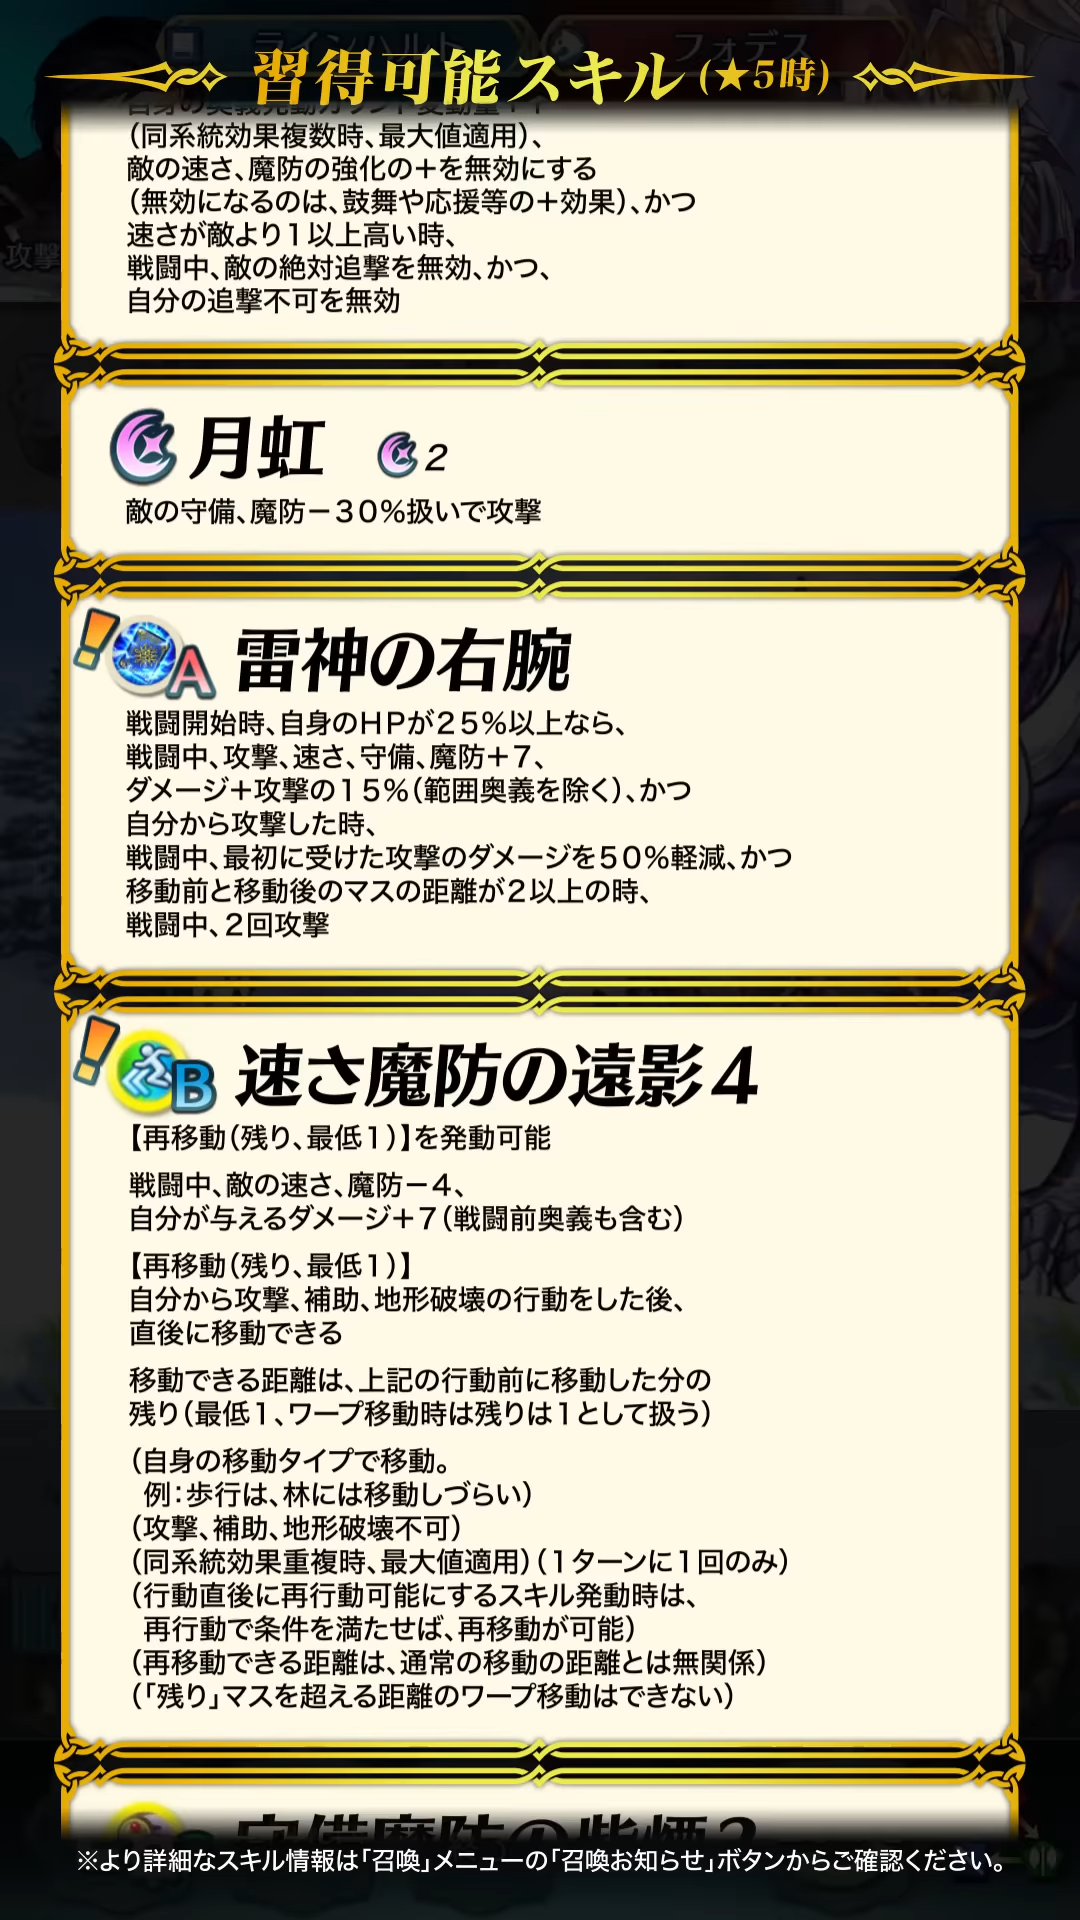 ラインハルト
フォデス
習得可能スキル(★5時)
(同系統効果複数時、最大値適用)、
敵の速さ、魔防の強化の＋を無効にする
(無効になるのは、鼓舞や応援等の＋効果)、かつ
速さが敵より1以上高い時、
戦闘中、敵の絶対追撃を無効、かつ、
自分の追撃不可を無効
攻撃
月虹 2
敵の守備、魔防－30％扱いで攻撃
A 雷神の右腕
戦闘開始時、自身のHPが25％以上なら、
戦闘中、攻撃、速さ、守備、魔防＋7、
ダメージ＋攻撃の15％(範囲奥義を除く)、かつ
自分から攻撃した時、
戦闘中、最初に受けた攻撃のダメージを50％軽減、かつ
移動前と移動後のマスの距離が2以上の時、
戦闘中、2回攻撃
B 速さ魔防の遠影4
【再移動(残り、最低1)】を発動可能
戦闘中、敵の速さ、魔防－4、
自分が与えるダメージ＋7(戦闘前奥義も含む)
【再移動(残り、最低1)】
自分から攻撃、補助、地形破壊の行動をした後、
直後に移動できる
移動できる距離は、上記の行動前に移動した分の
残り(最低1、ワープ移動時は残りは1として扱う)
(自身の移動タイプで移動。
例：歩行は、林には移動しづらい)
(攻撃、補助、地形破壊不可)
(同系統効果重複時、最大値適用)(1ターンに1回のみ)
(行動直後に再行動可能にするスキル発動時は、
再行動で条件を満たせば、再移動が可能)
(再移動できる距離は、通常の移動の距離とは無関係)
(「残り」マスを超える距離のワープ移動はできない)
守備魔防の紫煙3
※より詳細なスキル情報は「召喚」メニューの「召喚お知らせ」ボタンからご確認ください。